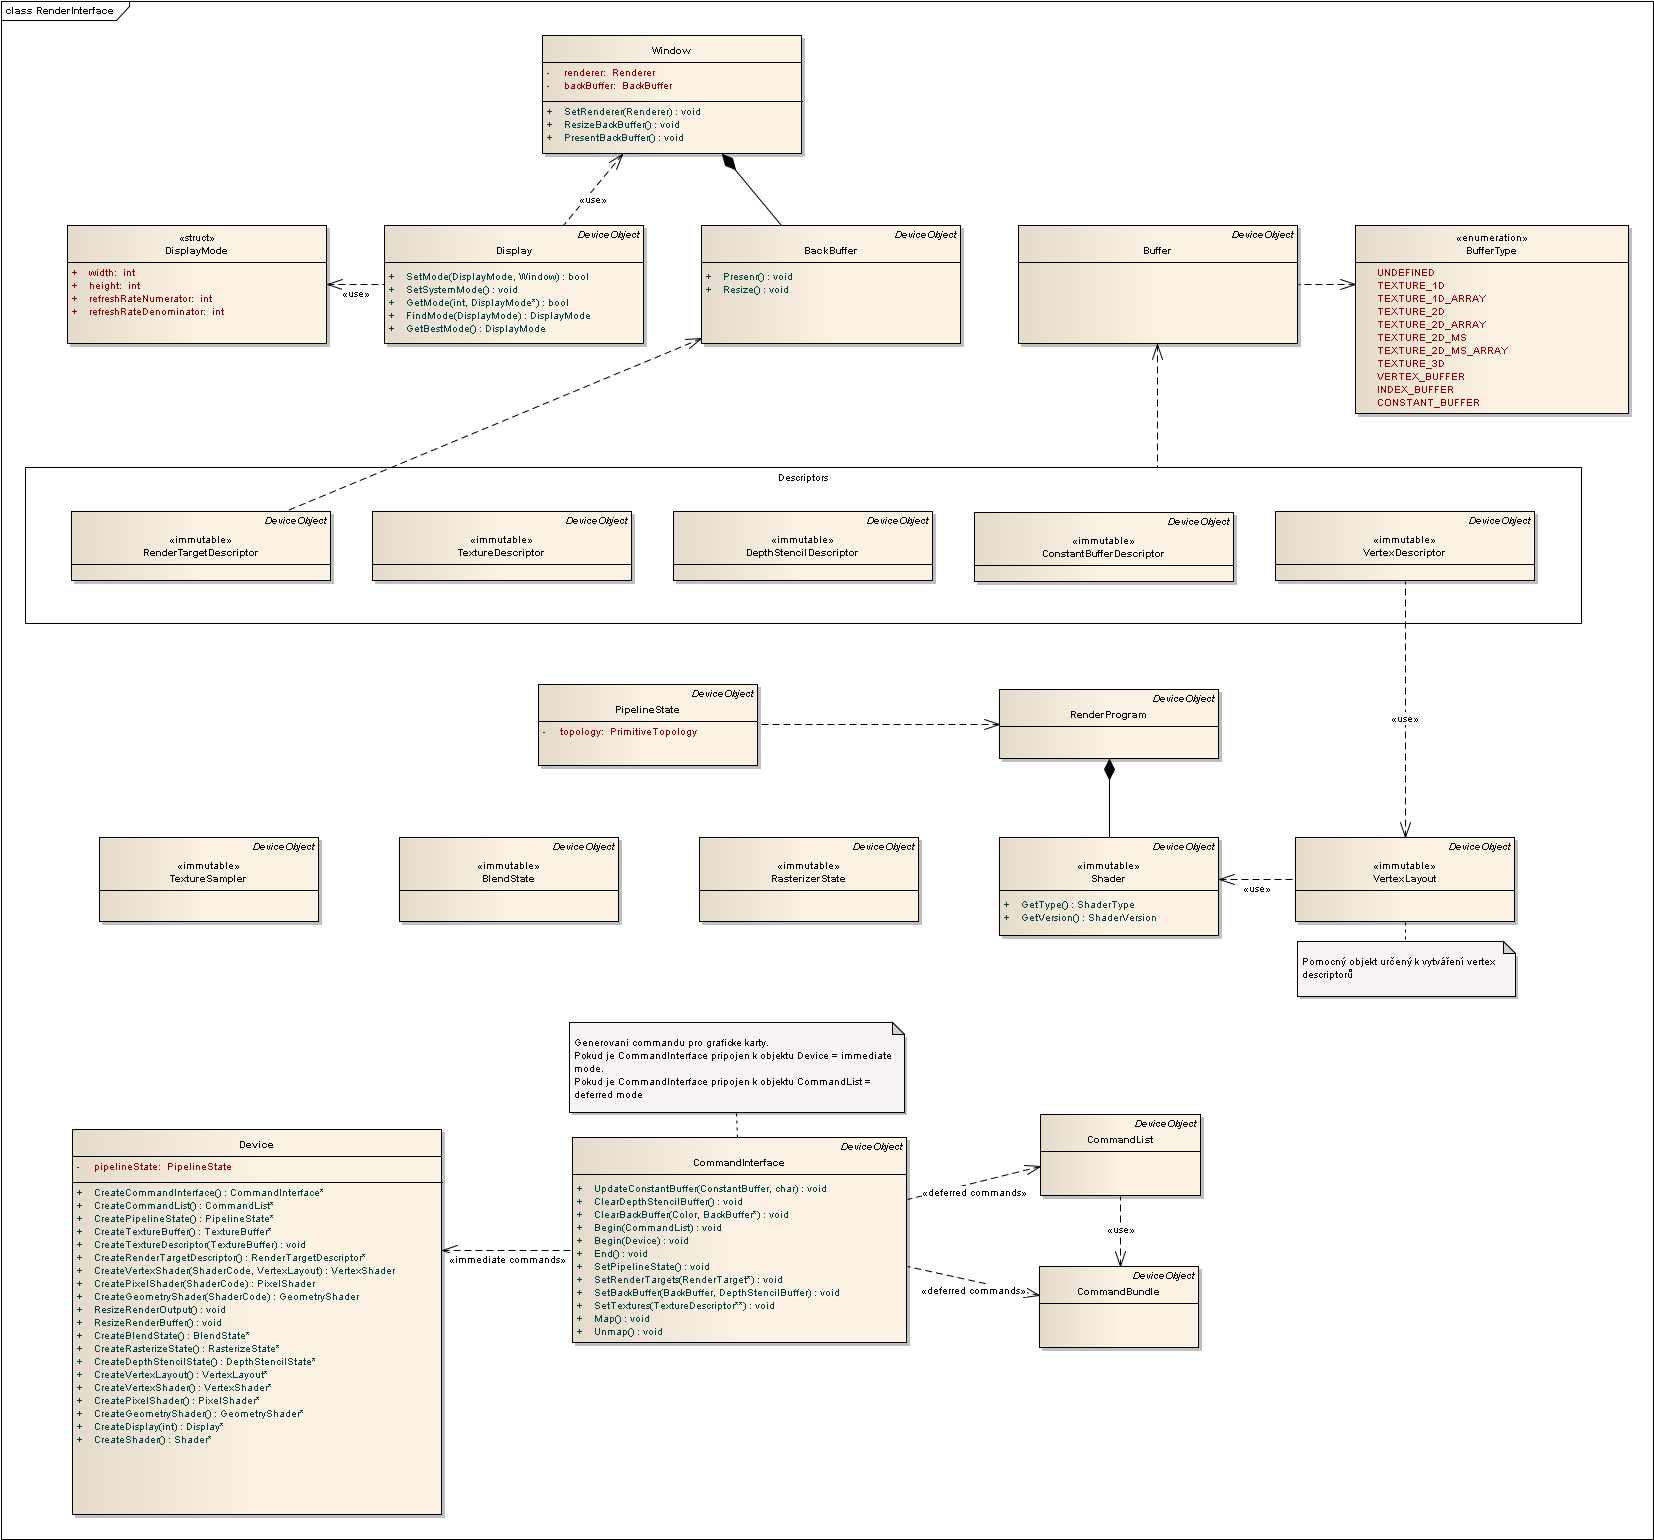 class RenderInterface
Window
- renderer: Renderer
- backBuffer: BackBuffer
+ SetRenderer(Renderer) : void
+ ResizeBackBuffer() : void
+ PresentBackBuffer() : void
«use»
«struct»
DisplayMode
+ width: int
+ height: int
+ refreshRateNumerator: int
+ refreshRateDenominator: int
«use»
DeviceObject
Display
+ SetMode(DisplayMode, Window) : bool
+ SetSystemMode() : void
+ GetMode(int, DisplayMode*) : bool
+ FindMode(DisplayMode) : DisplayMode
+ GetBestMode() : DisplayMode
DeviceObject
BackBuffer
+ Presenr() : void
+ Resize() : void
DeviceObject
Buffer
«enumeration»
BufferType
UNDEFINED
TEXTURE_1D
TEXTURE_1D_ARRAY
TEXTURE_2D
TEXTURE_2D_ARRAY
TEXTURE_2D_MS
TEXTURE_2D_MS_ARRAY
TEXTURE_3D
VERTEX_BUFFER
INDEX_BUFFER
CONSTANT_BUFFER
Descriptors
DeviceObject
«immutable»
RenderTargetDescriptor
DeviceObject
«immutable»
TextureDescriptor
DeviceObject
«immutable»
DepthStencilDescriptor
DeviceObject
«immutable»
ConstantBufferDescriptor
DeviceObject
«immutable»
VertexDescriptor
DeviceObject
PipelineState
- topology: PrimitiveTopology
DeviceObject
RenderProgram
«use»
DeviceObject
«immutable»
TextureSampler
DeviceObject
«immutable»
BlendState
DeviceObject
«immutable»
RasterizerState
DeviceObject
«immutable»
Shader
+ GetType() : ShaderType
+ GetVersion() : ShaderVersion
«use»
DeviceObject
«immutable»
VertexLayout
Pomocný objekt určený k vytváření vertex
descriptorů
Generovani commandu pro graficke karty.
Pokud je CommandInterface pripojen k objektu Device = immediate
mode.
Pokud je CommandInterface pripojen k objektu CommandList =
deferred mode
Device
- pipelineState: PipelineState
+ CreateCommandInterface() : CommandInterface*
+ CreateCommandList() : CommandList*
+ CreatePipelineState() : PipelineState*
+ CreateTextureBuffer() : TextureBuffer*
+ CreateTextureDescriptor(TextureBuffer) : void
+ CreateRenderTargetDescriptor() : RenderTargetDescriptor*
+ CreateVertexShader(ShaderCode, VertexLayout) : VertexShader
+ CreatePixelShader(ShaderCode) : PixelShader
+ CreateGeometryShader(ShaderCode) : GeometryShader
+ ResizeRenderOutput() : void
+ ResizeRenderBuffer() : void
+ CreateBlendState() : BlendState*
+ CreateRasterizeState() : RasterizeState*
+ CreateDepthStencilState() : DepthStencilState*
+ CreateVertexLayout() : VertexLayout*
+ CreateVertexShader() : VertexShader*
+ CreatePixelShader() : PixelShader*
+ CreateGeometryShader() : GeometryShader*
+ CreateDisplay(int) : Display*
+ CreateShader() : Shader*
«immediate commands»
DeviceObject
CommandInterface
+ UpdateConstantBuffer(ConstantBuffer, char) : void
+ ClearDepthStencilBuffer() : void
+ ClearBackBuffer(Color, BackBuffer*) : void
+ Begin(CommandList) : void
+ Begin(Device) : void
+ End() : void
+ SetPipelineState() : void
+ SetRenderTargets(RenderTarget*) : void
+ SetBackBuffer(BackBuffer, DepthStencilBuffer) : void
+ SetTextures(TextureDescriptor**) : void
+ Map() : void
+ Unmap() : void
«deferred commands»
«deferred commands»
DeviceObject
CommandList
«use»
DeviceObject
CommandBundle